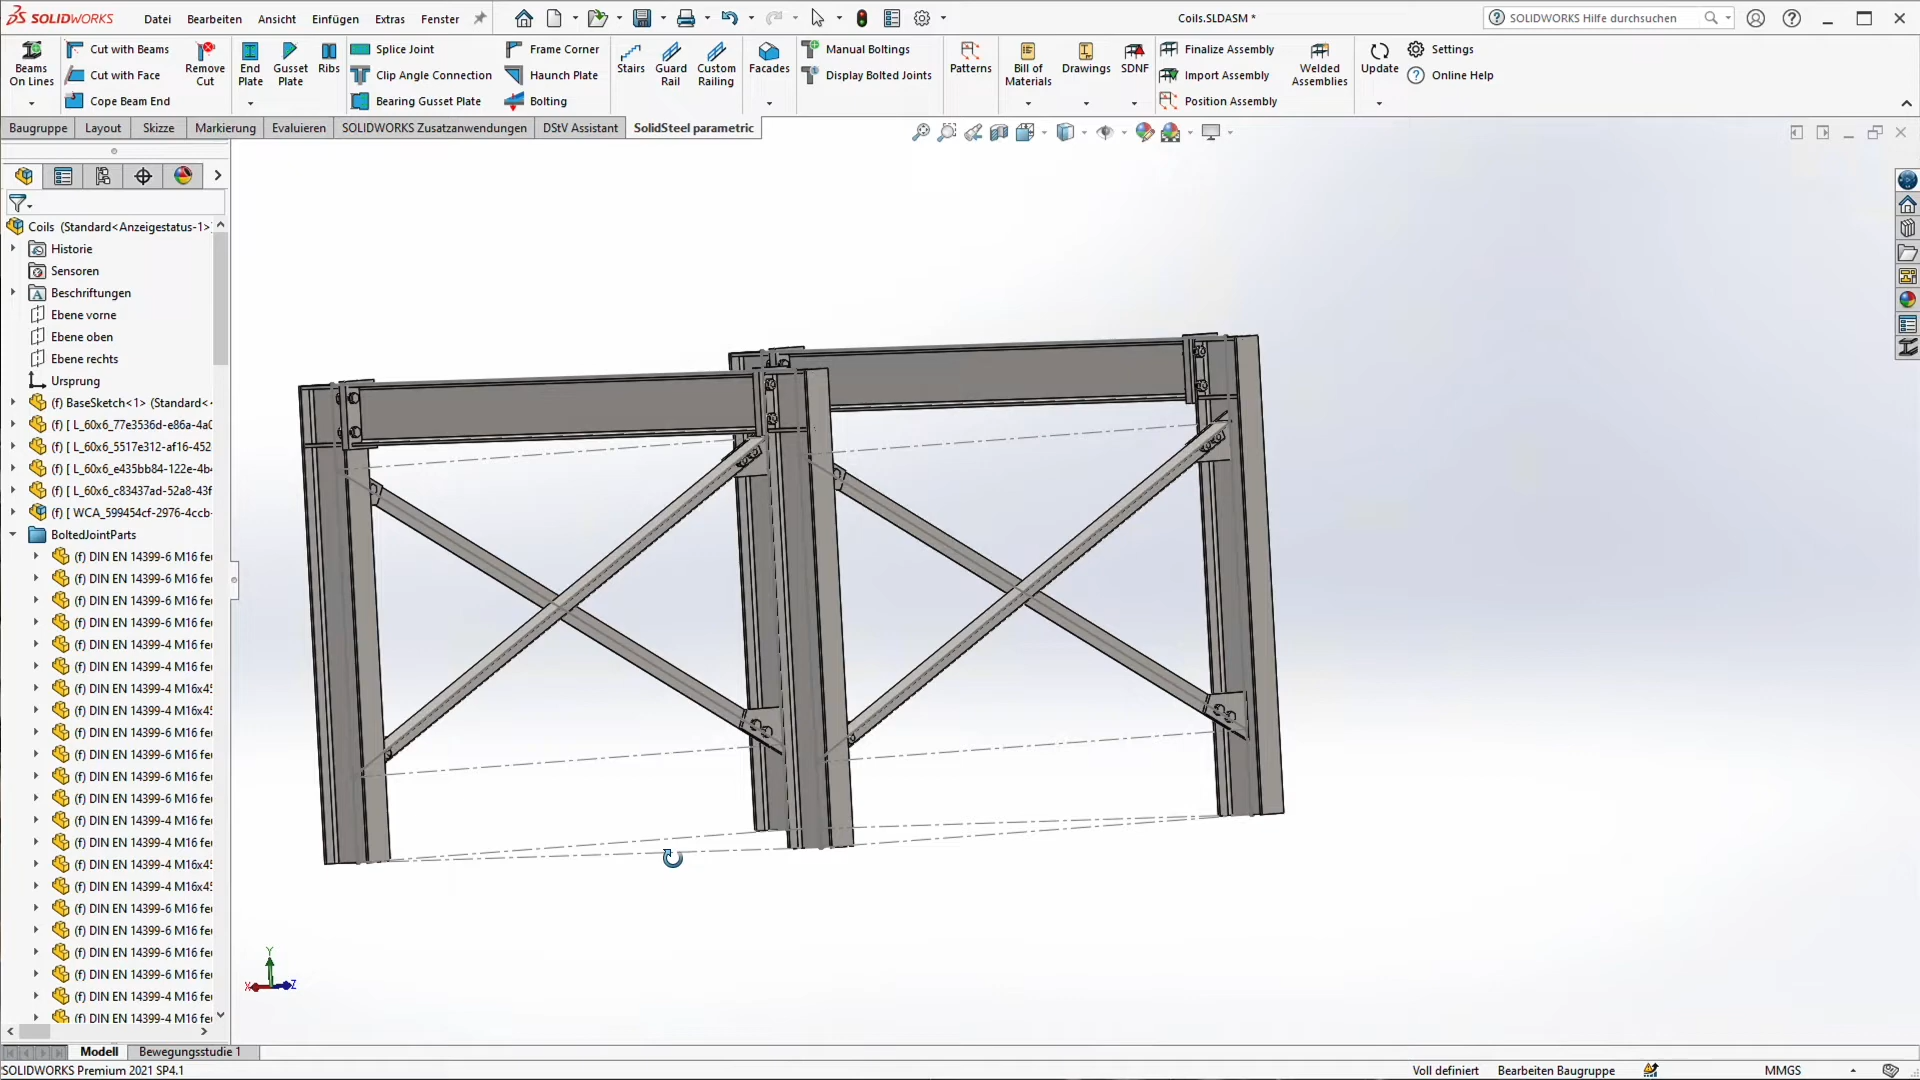 SOLIDWORKS
Datei Bearbeiten Ansicht Einfügen Extras Fenster
Coils.SLDASM *
SOLIDWORKS Hilfe durchsuchen
Beams On Lines
Cut with Beams
Cut with Face
Cope Beam End
Remove Cut
End Plate
Gusset Plate
Ribs
Splice Joint
Clip Angle Connection
Bearing Gusset Plate
Frame Corner
Haunch Plate
Bolting
Stairs
Guard Rail
Custom Railing
Facades
Manual Boltings
Display Bolted Joints
Patterns
Bill of Materials
Drawings
SDNF
Finalize Assembly
Import Assembly
Position Assembly
Welded Assemblies
Update
Settings
Online Help
Baugruppe Layout Skizze Markierung Evaluieren SOLIDWORKS Zusatzanwendungen DStV Assistant SolidSteel parametric
Coils (Standard<Anzeigestatus-1>
Historie
Sensoren
Beschriftungen
Ebene vorne
Ebene oben
Ebene rechts
Ursprung
(f) BaseSketch<1> (Standard<
(f) [ L_60x6_77e3536d-e86a-4a0
(f) [ L_60x6_5517e312-af16-452
(f) [ L_60x6_e435bb84-122e-4b4
(f) [ L_60x6_c83437ad-52a8-43f
(f) [ WCA_599454cf-2976-4ccb-
BoltedJointParts
(f) DIN EN 14399-6 M16 fe
(f) DIN EN 14399-6 M16 fe
(f) DIN EN 14399-6 M16 fe
(f) DIN EN 14399-6 M16 fe
(f) DIN EN 14399-4 M16 fe
(f) DIN EN 14399-4 M16 fe
(f) DIN EN 14399-4 M16x45
(f) DIN EN 14399-4 M16x45
(f) DIN EN 14399-6 M16 fe
(f) DIN EN 14399-6 M16 fe
(f) DIN EN 14399-6 M16 fe
(f) DIN EN 14399-6 M16 fe
(f) DIN EN 14399-4 M16 fe
(f) DIN EN 14399-4 M16 fe
(f) DIN EN 14399-4 M16x45
(f) DIN EN 14399-4 M16x45
(f) DIN EN 14399-6 M16 fe
(f) DIN EN 14399-6 M16 fe
(f) DIN EN 14399-6 M16 fe
(f) DIN EN 14399-6 M16 fe
(f) DIN EN 14399-4 M16 fe
(f) DIN EN 14399-4 M16 fe
Y
X Z
Modell Bewegungsstudie 1
SOLIDWORKS Premium 2021 SP4.1
Voll definiert Bearbeiten Baugruppe MMGS